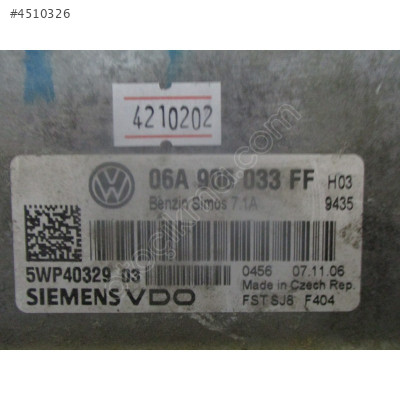 #4510326
4210202
06A 906 033 FF H03
Benzin Simos 7.1A 9435
5WP40329 03 0456 07.11.06
Made in Czech Rep.
SIEMENS VDO FST SJ6 F404